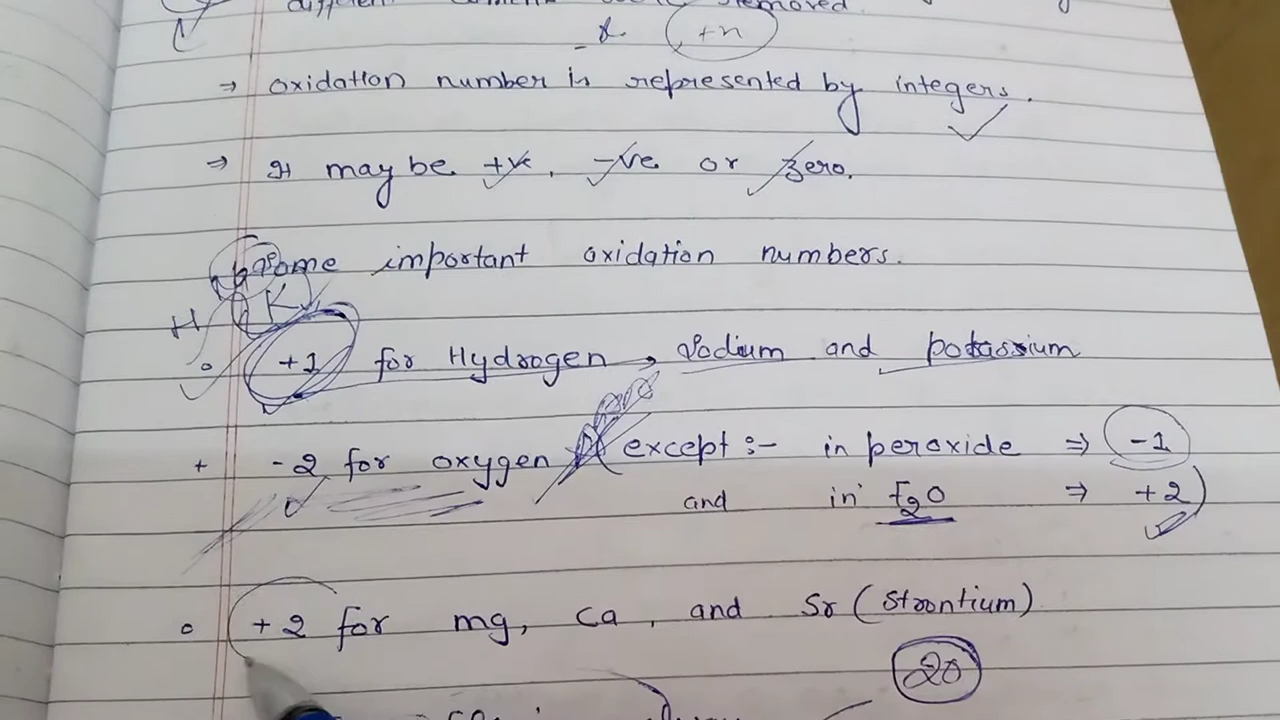 removed
+n
⇒ oxidation number is represented by integers.
⇒ It may be +ve, -ve or Zero.
Some important oxidation numbers.
H K
∘ +1 for Hydrogen, Sodium and potassium
+ -2 for oxygen (except :- in peroxide ⇒ -1
and in F2O ⇒ +2)
∘ +2 for mg, Ca, and Sr (Strontium)
20